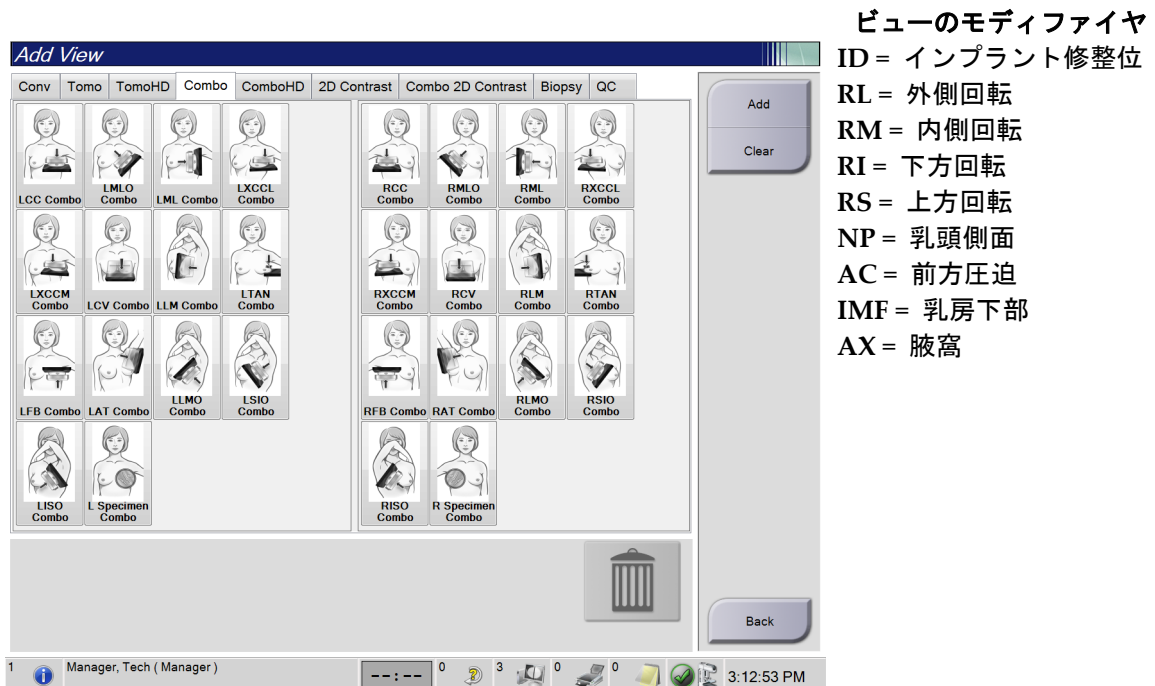 ビューのモディファイヤ
ID = インプラント修整位
RL = 外側回転
RM = 内側回転
RI = 下方回転
RS = 上方回転
NP = 乳頭側面
AC = 前方圧迫
IMF = 乳房下部
AX = 腋窩
Add View
Conv Tomo TomoHD Combo ComboHD 2D Contrast Combo 2D Contrast Biopsy QC
LCC Combo
LMLO
Combo
LML Combo
LXCCL
Combo
RCC
Combo
RMLO
Combo
RML
Combo
RXCCL
Combo
LXCCM
Combo
LCV Combo
LLM Combo
LTAN
Combo
RXCCM
Combo
RCV
Combo
RLM
Combo
RTAN
Combo
LFB Combo
LAT Combo
LLMO
Combo
LSIO
Combo
RFB Combo
RAT Combo
RLMO
Combo
RSIO
Combo
LISO
Combo
L Specimen
Combo
RISO
Combo
R Specimen
Combo
Add
Clear
Back
1 Manager, Tech ( Manager ) --:-- 0 3 0 0 3:12:53 PM